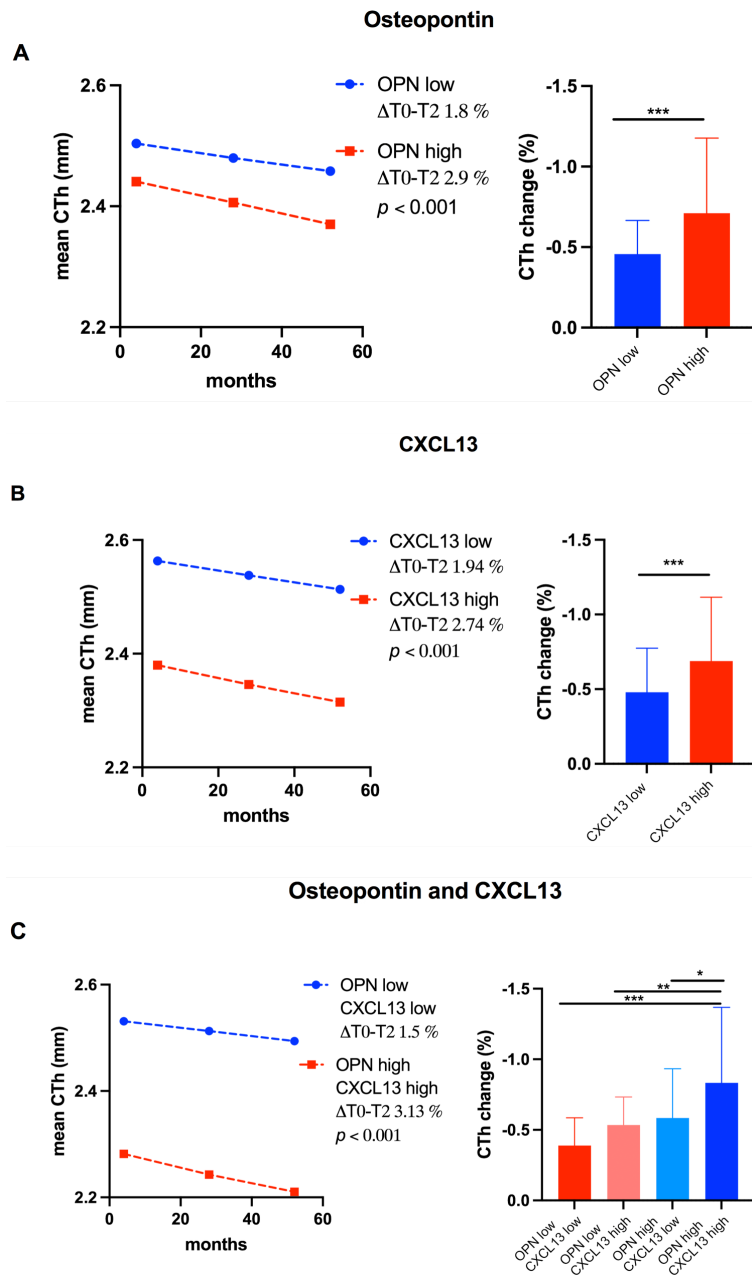 Osteopontin
A
2.6
2.4
2.2
mean CTh (mm)
0
20
40
60
months
OPN low
ΔT0-T2 1.8 %
OPN high
ΔT0-T2 2.9 %
p < 0.001
-1.5
-1.0
-0.5
0.0
CTh change (%)
***
OPN low
OPN high
CXCL13
B
2.6
2.4
2.2
mean CTh (mm)
0
20
40
60
months
CXCL13 low
ΔT0-T2 1.94 %
CXCL13 high
ΔT0-T2 2.74 %
p < 0.001
-1.5
-1.0
-0.5
0.0
CTh change (%)
***
CXCL13 low
CXCL13 high
Osteopontin and CXCL13
C
2.6
2.4
2.2
mean CTh (mm)
0
20
40
60
months
OPN low
CXCL13 low
ΔT0-T2 1.5 %
OPN high
CXCL13 high
ΔT0-T2 3.13 %
p < 0.001
-1.5
-1.0
-0.5
0.0
CTh change (%)
*
**
***
OPN low
CXCL13 low
OPN low
CXCL13 high
OPN high
CXCL13 low
OPN high
CXCL13 high